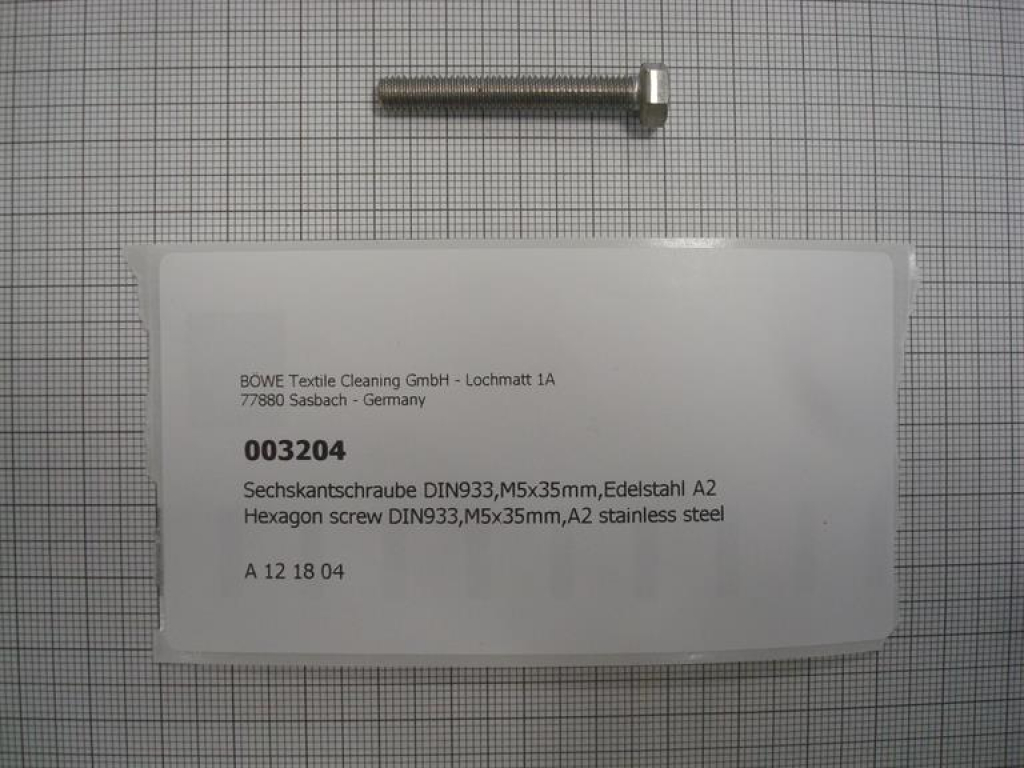 BÖWE Textile Cleaning GmbH - Lochmatt 1A
77880 Sasbach - Germany
003204
Sechskantschraube DIN933,M5x35mm,Edelstahl A2
Hexagon screw DIN933,M5x35mm,A2 stainless steel
A 12 18 04